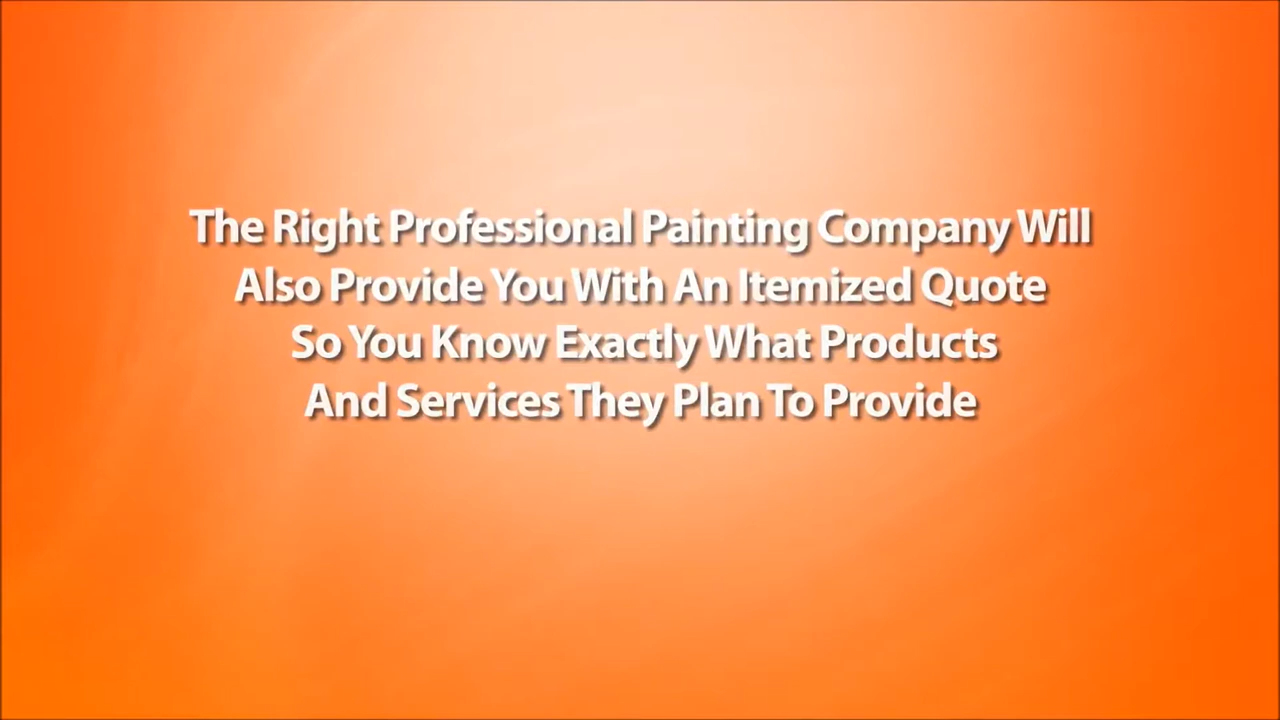 The Right Professional Painting Company Will
Also Provide You With An Itemized Quote
So You Know Exactly What Products
And Services They Plan To Provide